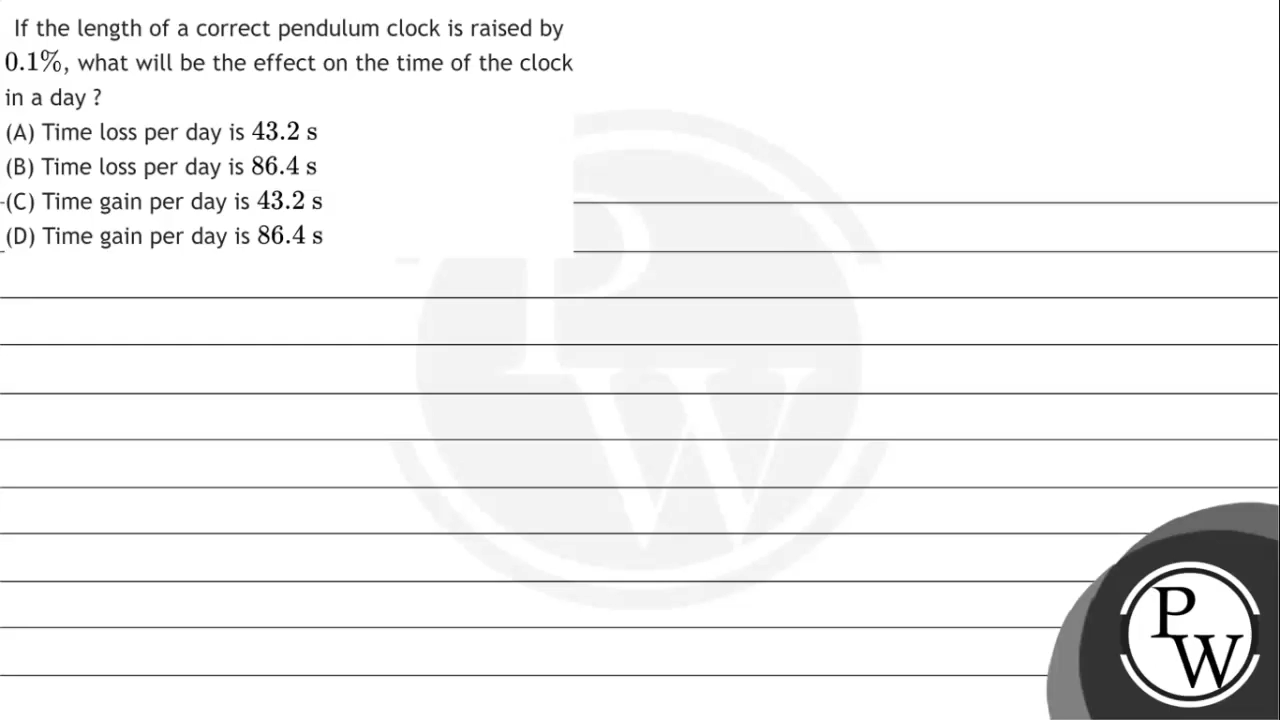 If the length of a correct pendulum clock is raised by
0.1%, what will be the effect on the time of the clock
in a day ?
(A) Time loss per day is 43.2 s
(B) Time loss per day is 86.4 s
(C) Time gain per day is 43.2 s
(D) Time gain per day is 86.4 s
P
W
P
W